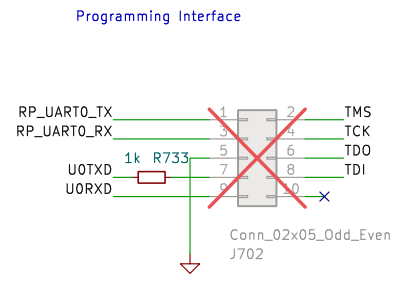 Programming Interface
RP_UART0_TX 1 2 TMS
RP_UART0_RX 3 4 TCK
5 6 TDO
1k R733
U0TXD 7 8 TDI
U0RXD 9 10
Conn_02x05_Odd_Even
J702